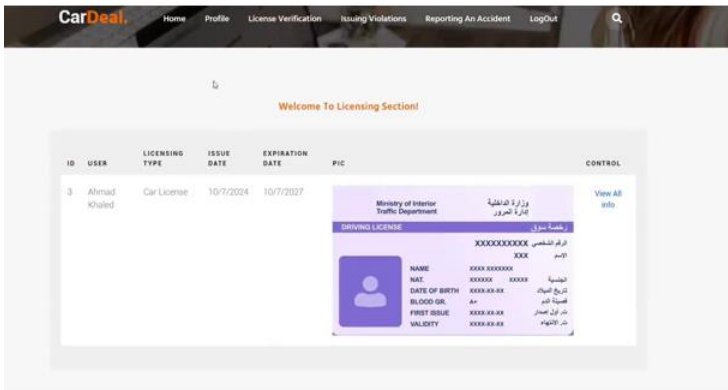 CarDeal.
Home Profile License Verification Issuing Violations Reporting An Accident LogOut
Welcome To Licensing Section!
ID USER LICENSING TYPE ISSUE DATE EXPIRATION DATE PIC CONTROL
3 Ahmad Khaled Car License 10/7/2024 10/7/2027 View All info
Ministry of Interior وزارة الداخلية
Traffic Department إدارة المرور
DRIVING LICENSE رخصة سوق
XXXXXXXXXX الرقم الشخصي
XXX الاسم
NAME XXXX XXXXXXX
NAT. XXXXXX XXXXX الجنسية
DATE OF BIRTH XXXX-XX-XX تاريخ الميلاد
BLOOD GR. A+ فصيلة الدم
FIRST ISSUE XXXX-XX-XX ت. أول إصدار
VALIDITY XXXX-XX-XX ت. الانتهاء